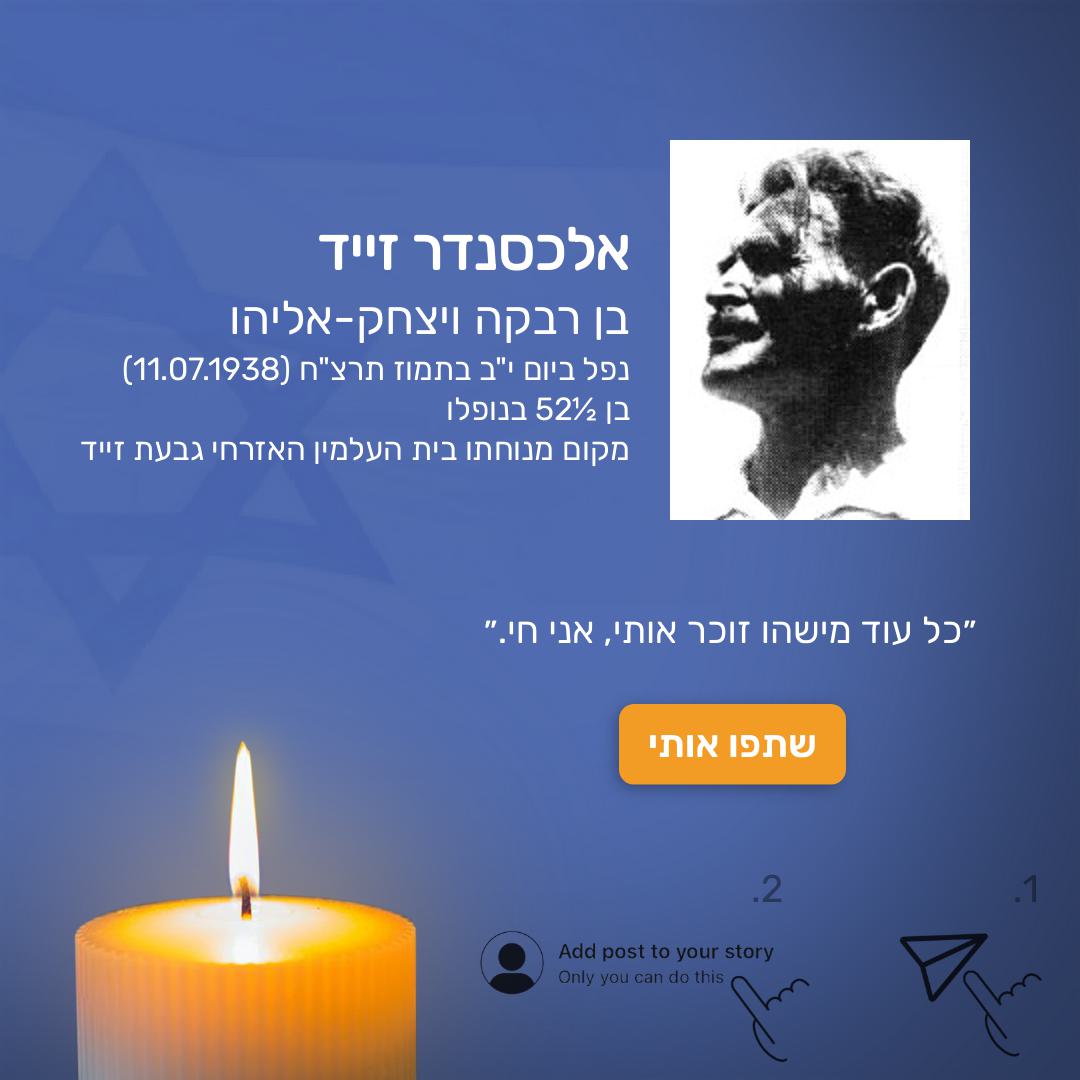 אלכסנדר זייד
בן רבקה ויצחק-אליהו
נפל ביום י"ב בתמוז תרצ"ח (11.07.1938)
בן 52½ בנופלו
מקום מנוחתו בית העלמין האזרחי גבעת זייד
״כל עוד מישהו זוכר אותי, אני חי.״
שתפו אותי
.1
.2
Add post to your story
Only you can do this